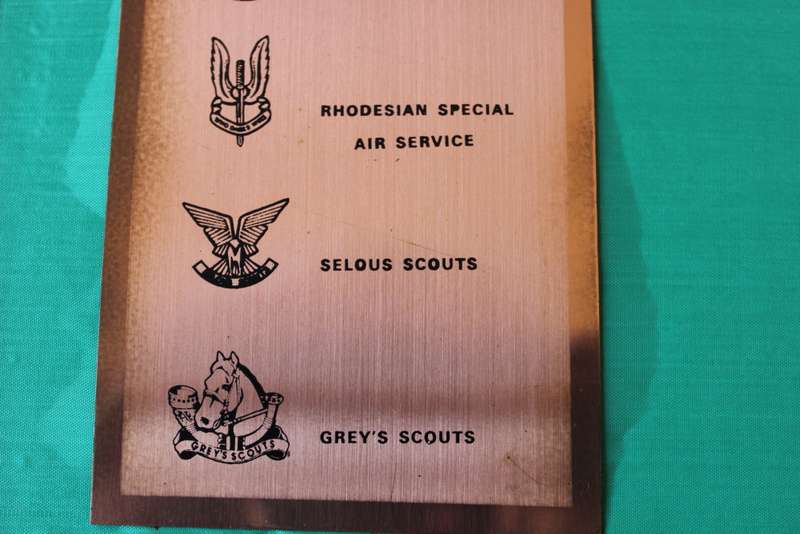 RHODESIAN SPECIAL
AIR SERVICE
SELOUS SCOUTS
GREY'S SCOUTS
GREY'S SCOUTS